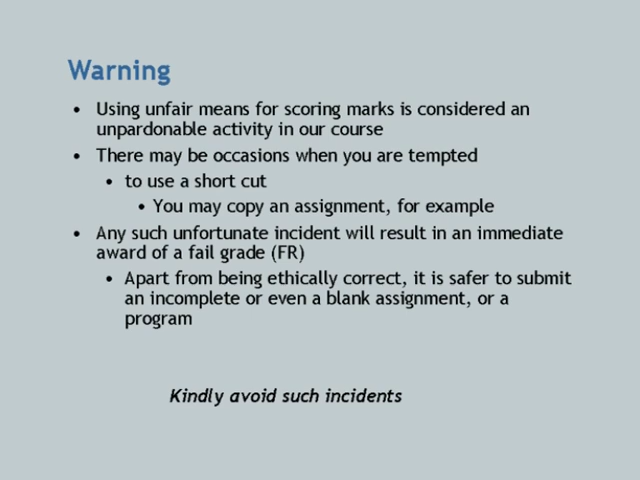 Warning
• Using unfair means for scoring marks is considered an
unpardonable activity in our course
• There may be occasions when you are tempted
• to use a short cut
• You may copy an assignment, for example
• Any such unfortunate incident will result in an immediate
award of a fail grade (FR)
• Apart from being ethically correct, it is safer to submit
an incomplete or even a blank assignment, or a
program
Kindly avoid such incidents